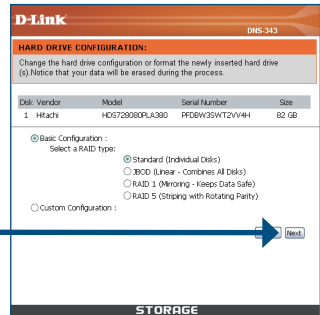 D-Link
DNS-343
HARD DRIVE CONFIGURATION:
Change the hard drive configuration or format the newly inserted hard drive
(s).Notice that your data will be erased during the process.
Disk Vendor Model Serial Number Size
1 Hitachi HDS728080PLA380 PFDBW3SWT2VV4H 82 GB
Basic Configuration :
Select a RAID type:
Standard (Individual Disks)
JBOD (Linear - Combines All Disks)
RAID 1 (Mirroring - Keeps Data Safe)
RAID 5 (Striping with Rotating Parity)
Custom Configuration :
Next
STORAGE